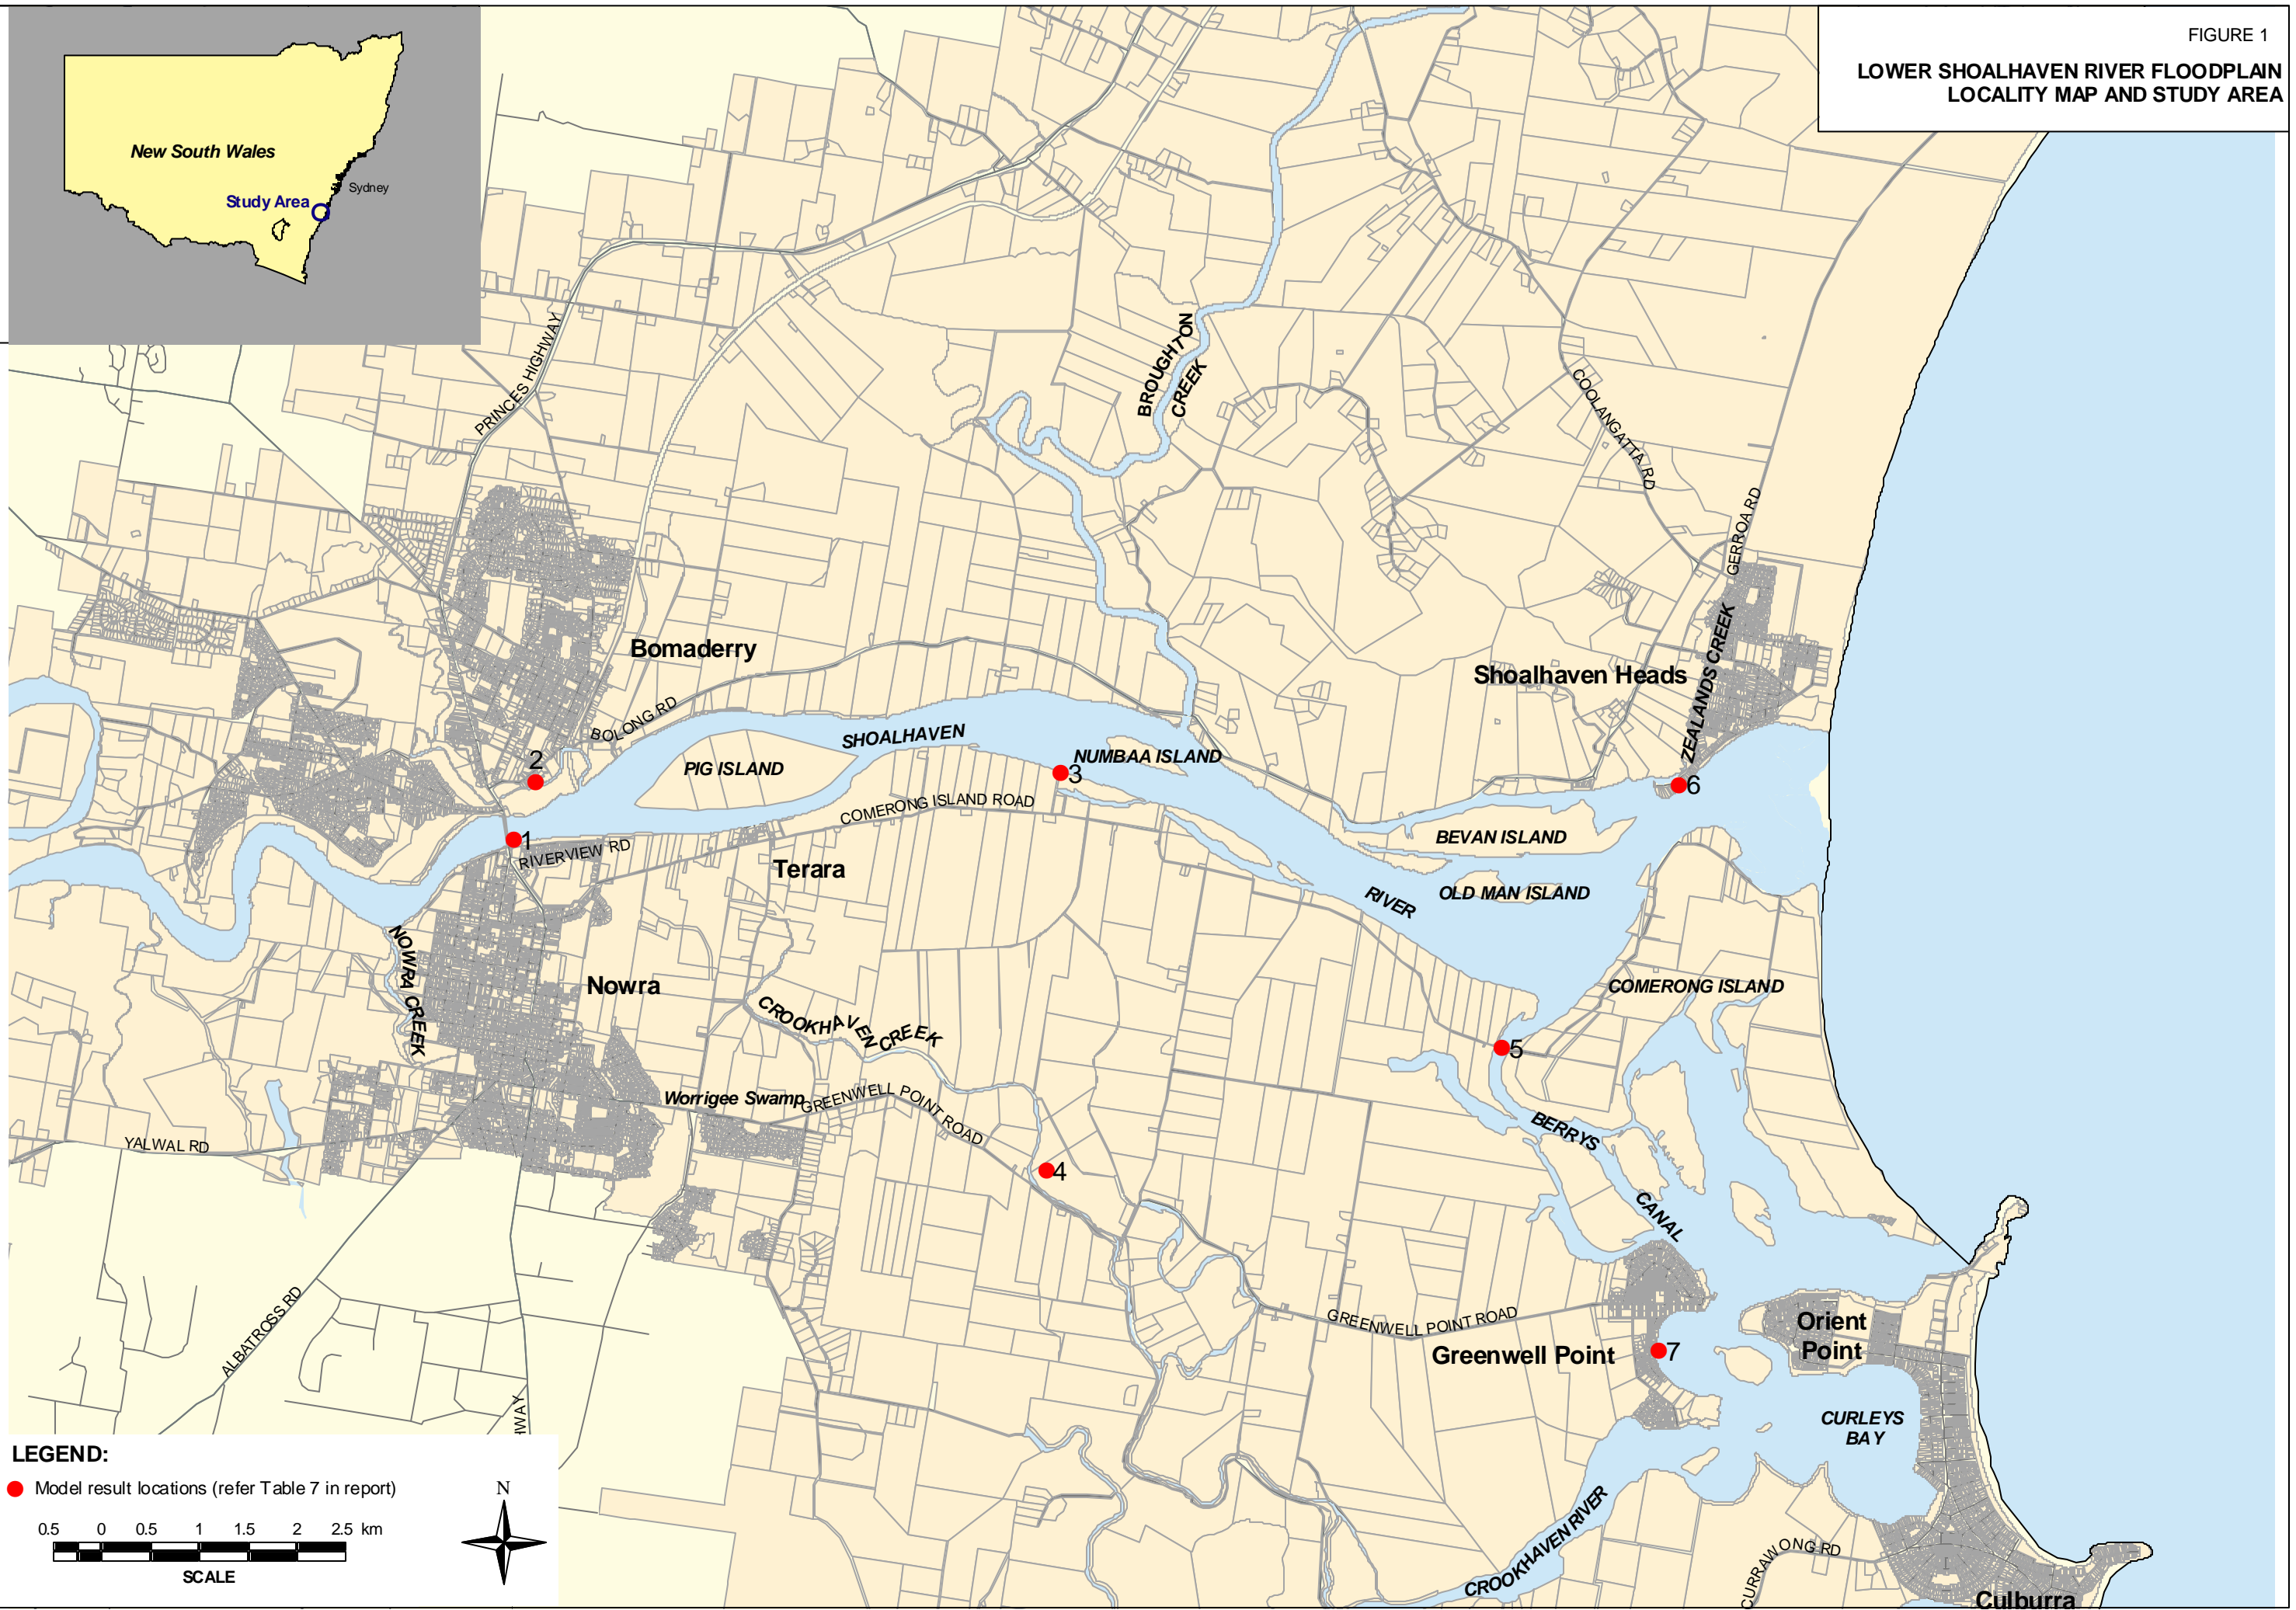 FIGURE 1
LOWER SHOALHAVEN RIVER FLOODPLAIN
LOCALITY MAP AND STUDY AREA
New South Wales
Sydney
Study Area
PRINCES HIGHWAY
BROUGHTON
CREEK
COOLANGATTA RD
GERROA RD
Bomaderry
Shoalhaven Heads
ZEALANDS CREEK
BOLONG RD
SHOALHAVEN
2
PIG ISLAND
3
NUMBAA ISLAND
6
COMERONG ISLAND ROAD
1
RIVERVIEW RD
BEVAN ISLAND
Terara
RIVER
OLD MAN ISLAND
NOWRA CREEK
Nowra
COMERONG ISLAND
CROOKHAVEN CREEK
5
Worrigee Swamp
GREENWELL POINT ROAD
BERRYS
YALWAL RD
4
CANAL
ALBATROSS RD
GREENWELL POINT ROAD
Orient
Point
Greenwell Point
7
CURLEYS
BAY
HWAY
CROOKHAVEN RIVER
CURRAWONG RD
Culburra
LEGEND:
Model result locations (refer Table 7 in report)
N
0.5 0 0.5 1 1.5 2 2.5 km
SCALE